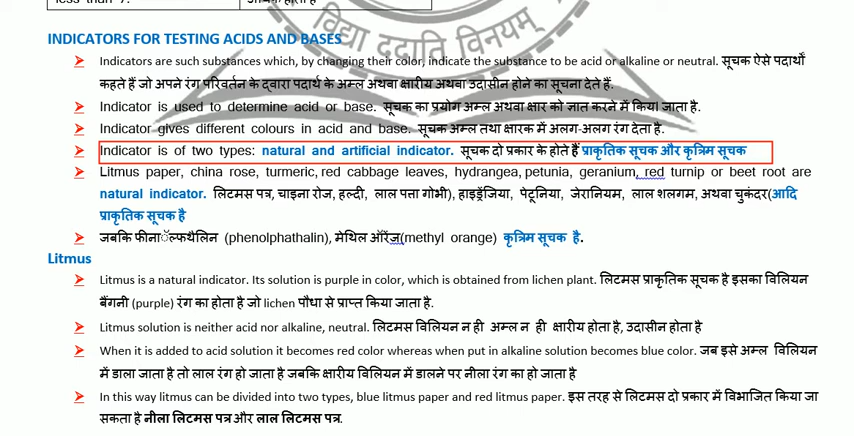 less than 7.
होता है
विद्या ददाति विनयम्
INDICATORS FOR TESTING ACIDS AND BASES
➤ Indicators are such substances which, by changing their color, indicate the substance to be acid or alkaline or neutral. सूचक ऐसे पदार्थों
कहते हैं जो अपने रंग परिवर्तन के द्वारा पदार्थ के अम्ल अथवा क्षारीय अथवा उदासीन होने का सूचना देते हैं.
➤ Indicator is used to determine acid or base. सूचक का प्रयोग अम्ल अथवा क्षार को ज्ञात करने में किया जाता है.
➤ Indicator gives different colours in acid and base. सूचक अम्ल तथा क्षारक में अलग-अलग रंग देता है.
➤ Indicator is of two types: natural and artificial indicator. सूचक दो प्रकार के होते हैं प्राकृतिक सूचक और कृत्रिम सूचक
➤ Litmus paper, china rose, turmeric, red cabbage leaves, hydrangea, petunia, geranium, red turnip or beet root are
natural indicator. लिटमस पत्र, चाइना रोज, हल्दी, लाल पत्ता गोभी), हाइड्रेंजिया, पेटूनिया, जेरानियम, लाल शलगम, अथवा चुकंदर(आदि
प्राकृतिक सूचक है
➤ जबकि फीनाॅल्फथैलिन (phenolphthalin), मेथिल ऑरेंज(methyl orange) कृत्रिम सूचक है.
Litmus
➤ Litmus is a natural indicator. Its solution is purple in color, which is obtained from lichen plant. लिटमस प्राकृतिक सूचक है इसका विलियन
बैंगनी (purple) रंग का होता है जो lichen पौधा से प्राप्त किया जाता है.
➤ Litmus solution is neither acid nor alkaline, neutral. लिटमस विलियन न ही अम्ल न ही क्षारीय होता है, उदासीन होता है
➤ When it is added to acid solution it becomes red color whereas when put in alkaline solution becomes blue color. जब इसे अम्ल विलियन
में डाला जाता है तो लाल रंग हो जाता है जबकि क्षारीय विलियन में डालने पर नीला रंग का हो जाता है
➤ In this way litmus can be divided into two types, blue litmus paper and red litmus paper. इस तरह से लिटमस दो प्रकार में विभाजित किया जा
सकता है नीला लिटमस पत्र और लाल लिटमस पत्र.